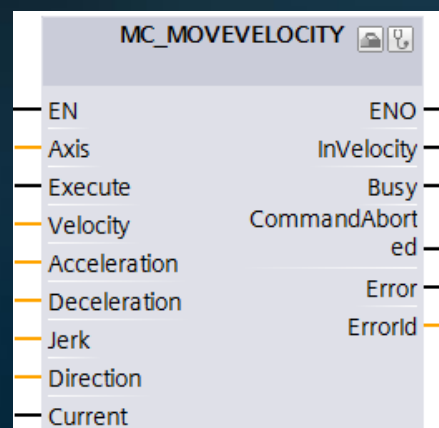 MC_MOVEVELOCITY
EN
ENO
Axis
InVelocity
Execute
Busy
Velocity
CommandAbort
ed
Acceleration
Deceleration
Error
Jerk
ErrorId
Direction
Current